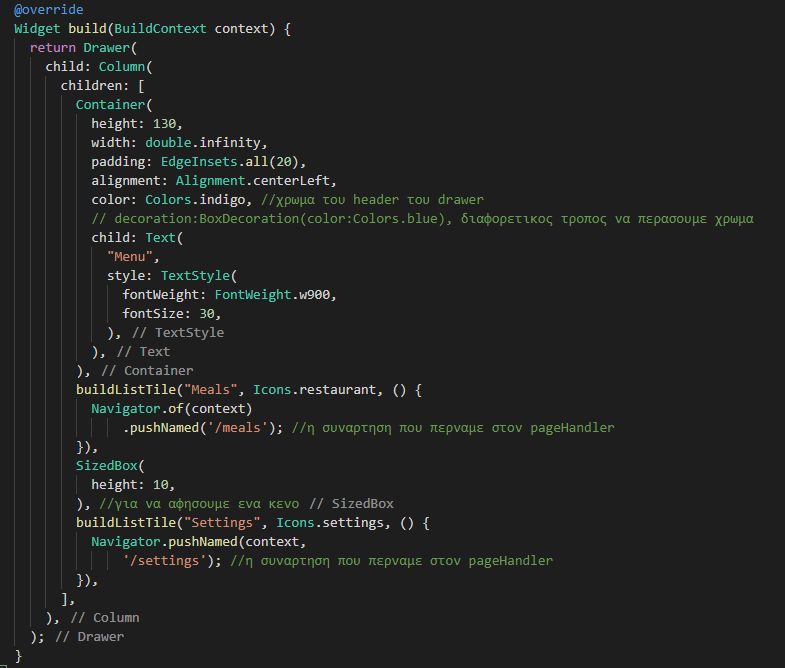 @override
Widget build(BuildContext context) {
  return Drawer(
    child: Column(
      children: [
        Container(
          height: 130,
          width: double.infinity,
          padding: EdgeInsets.all(20),
          alignment: Alignment.centerLeft,
          color: Colors.indigo, //χρωμα του header του drawer
          // decoration:BoxDecoration(color:Colors.blue), διαφορετικος τροπος να περασουμε χρωμα
          child: Text(
            "Menu",
            style: TextStyle(
              fontWeight: FontWeight.w900,
              fontSize: 30,
            ), // TextStyle
          ), // Text
        ), // Container
        buildListTile("Meals", Icons.restaurant, () {
          Navigator.of(context)
              .pushNamed('/meals'); //η συναρτηση που περναμε στον pageHandler
        }),
        SizedBox(
          height: 10,
        ), //για να αφησουμε ενα κενο // SizedBox
        buildListTile("Settings", Icons.settings, () {
          Navigator.pushNamed(context,
              '/settings'); //η συναρτηση που περναμε στον pageHandler
        }),
      ],
    ), // Column
  ); // Drawer
}